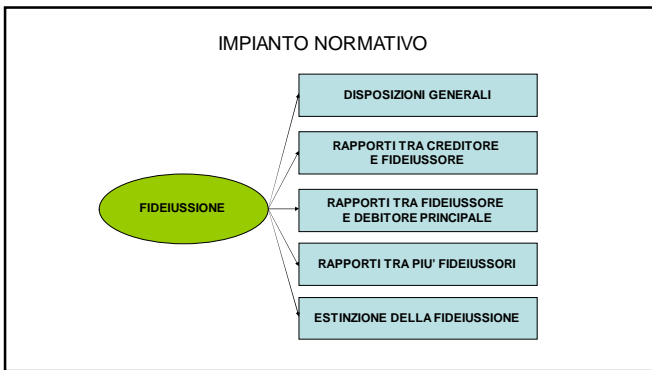 IMPIANTO NORMATIVO
DISPOSIZIONI GENERALI
RAPPORTI TRA CREDITORE
E FIDEIUSSORE
FIDEIUSSIONE
RAPPORTI TRA FIDEIUSSORE
E DEBITORE PRINCIPALE
RAPPORTI TRA PIU' FIDEIUSSORI
ESTINZIONE DELLA FIDEIUSSIONE